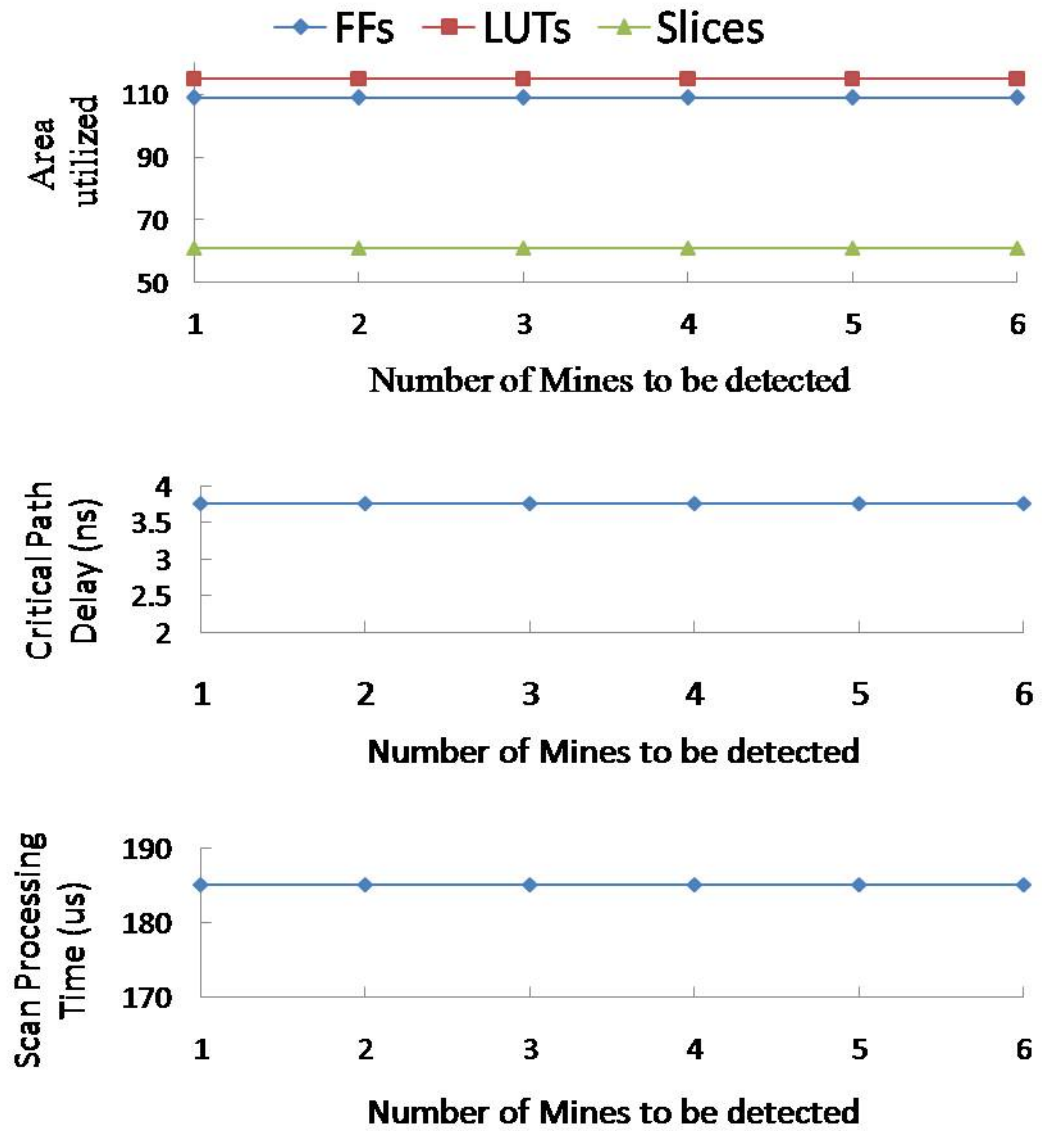 FFs LUTs Slices
Area
utilized
110
90
70
50
1 2 3 4 5 6
Number of Mines to be detected
Critical Path
Delay (ns)
4
3.5
3
2.5
2
1 2 3 4 5 6
Number of Mines to be detected
Scan Processing
Time (us)
190
180
170
1 2 3 4 5 6
Number of Mines to be detected